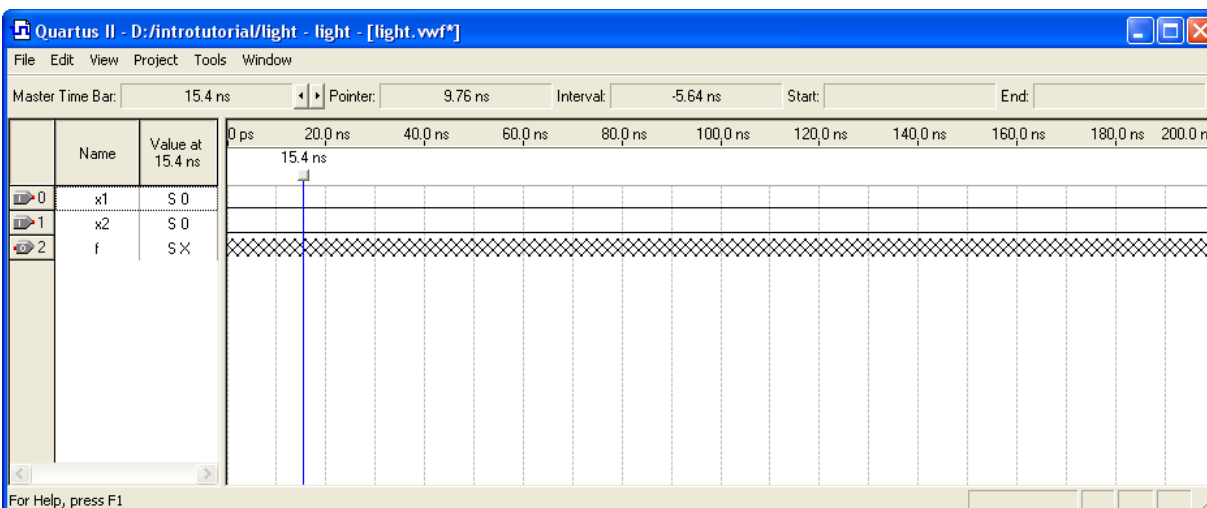 Quartus II - D:/introtutorial/light - light - [light.vwf*]
File Edit View Project Tools Window
Master Time Bar: 15.4 ns Pointer: 9.76 ns Interval: -5.64 ns Start: End:
Name Value at 15.4 ns
0 ps 20.0 ns 40.0 ns 60.0 ns 80.0 ns 100.0 ns 120.0 ns 140.0 ns 160.0 ns 180.0 ns 200.0 n
15.4 ns
0 x1 S 0
1 x2 S 0
2 f S X
For Help, press F1